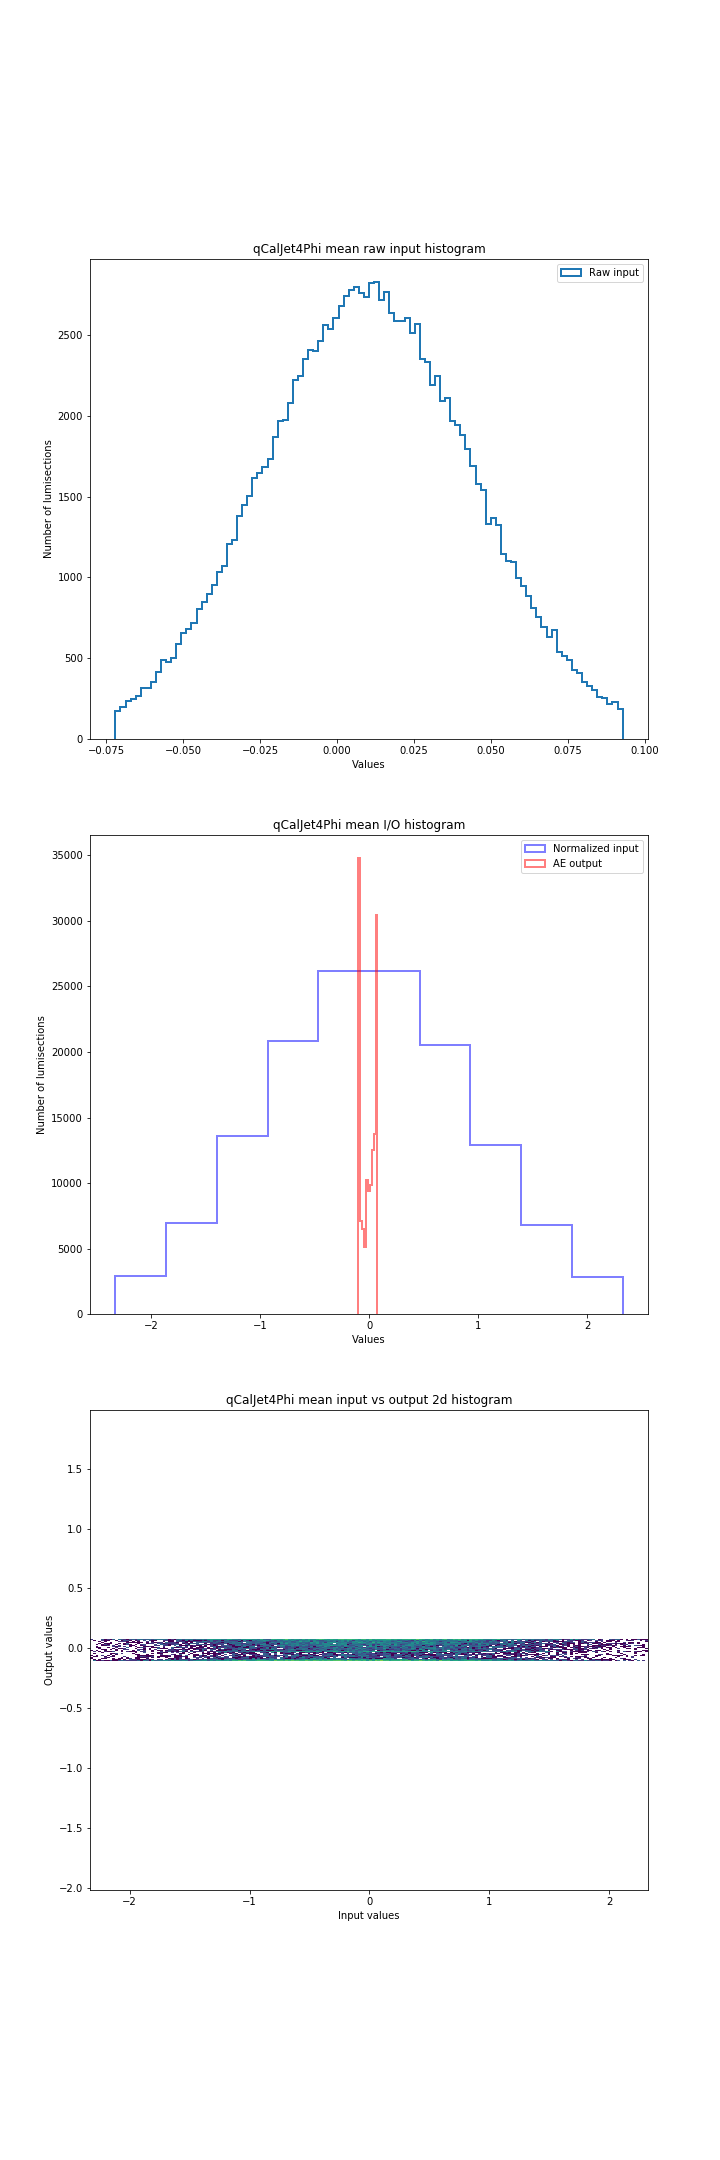 qCalJet4Phi mean raw input histogram
Raw input
2500
2000
1500
1000
500
0
Number of lumisections
−0.075 −0.050 −0.025 0.000 0.025 0.050 0.075 0.100
Values
qCalJet4Phi mean I/O histogram
Normalized input
AE output
35000
30000
25000
20000
15000
10000
5000
0
Number of lumisections
−2 −1 0 1 2
Values
qCalJet4Phi mean input vs output 2d histogram
1.5
1.0
0.5
0.0
−0.5
−1.0
−1.5
−2.0
Output values
−2 −1 0 1 2
Input values